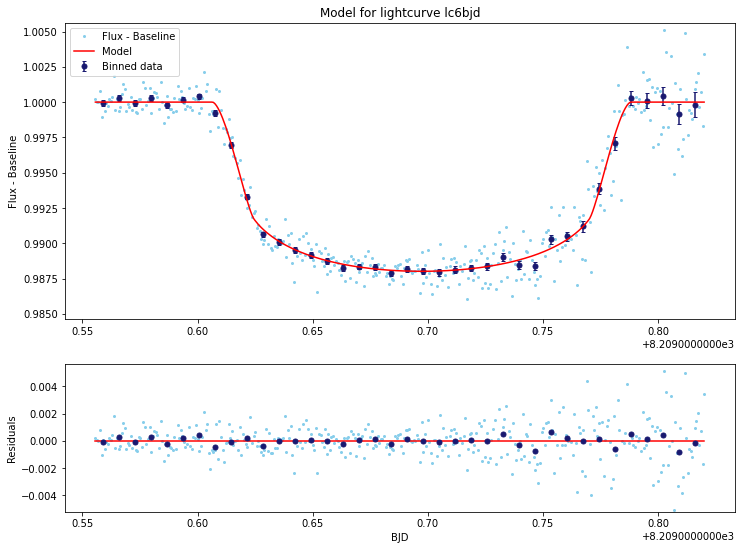 Model for lightcurve lc6bjd
Flux - Baseline
Model
Binned data
1.0050
1.0025
1.0000
0.9975
0.9950
0.9925
0.9900
0.9875
0.9850
Flux - Baseline
0.55 0.60 0.65 0.70 0.75 0.80
+8.2090000000e3
0.004
0.002
0.000
−0.002
−0.004
Residuals
0.55 0.60 0.65 0.70 0.75 0.80
BJD +8.2090000000e3